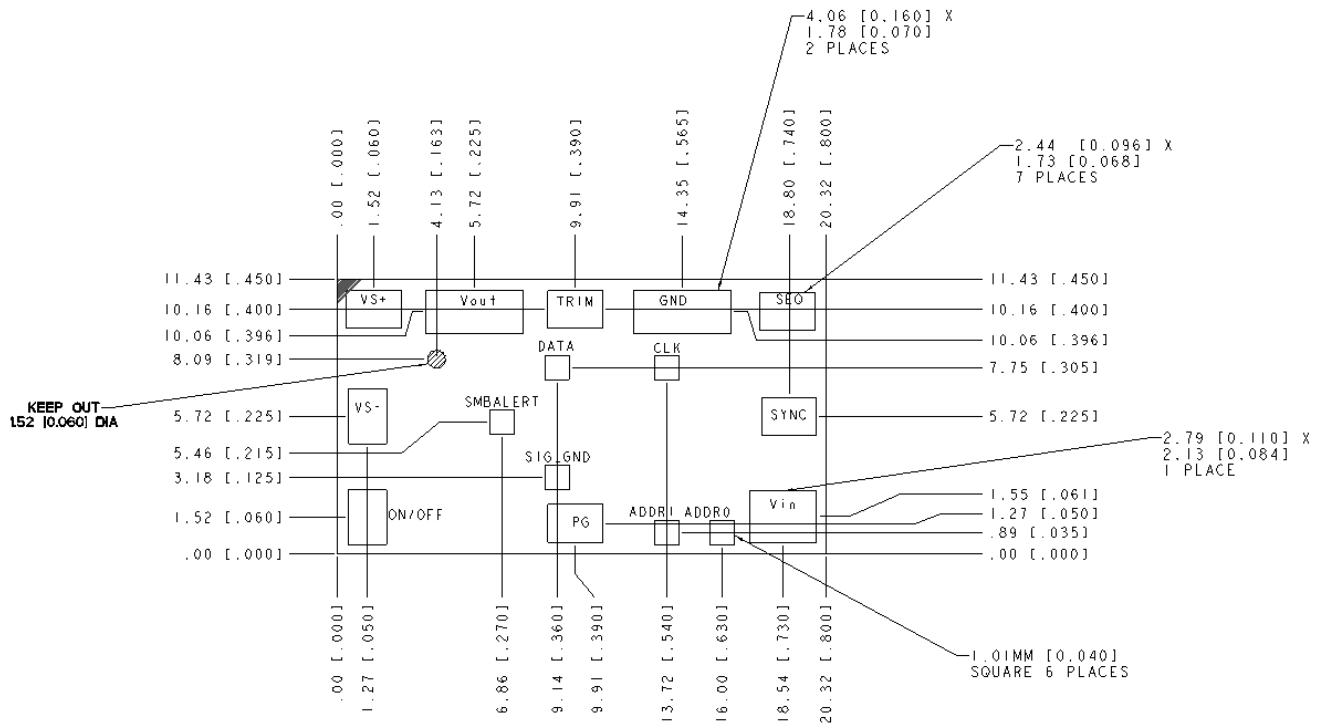 4.06 [0.160] X
1.78 [0.070]
2 PLACES
2.44 [0.096] X
1.73 [0.068]
7 PLACES
.00 [.000]
1.52 [.060]
4.13 [.163]
5.72 [.225]
9.91 [.390]
14.35 [.565]
18.80 [.740]
20.32 [.800]
11.43 [.450]
11.43 [.450]
VS+
Vout
TRIM
GND
SEQ
10.16 [.400]
10.16 [.400]
10.06 [.396]
10.06 [.396]
DATA
CLK
8.09 [.319]
7.75 [.305]
KEEP OUT
1.52 [0.060] DIA
VS-
SMBALERT
SYNC
5.72 [.225]
5.72 [.225]
2.79 [0.110] X
2.13 [0.084]
1 PLACE
5.46 [.215]
SIG_GND
3.18 [.125]
1.55 [.061]
Vin
1.52 [.060]
ON/OFF
PG
ADDR1
ADDR0
1.27 [.050]
.89 [.035]
.00 [.000]
.00 [.000]
.00 [.000]
1.27 [.050]
6.86 [.270]
9.14 [.360]
9.91 [.390]
13.72 [.540]
16.00 [.630]
18.54 [.730]
20.32 [.800]
1.01MM [0.040]
SQUARE 6 PLACES